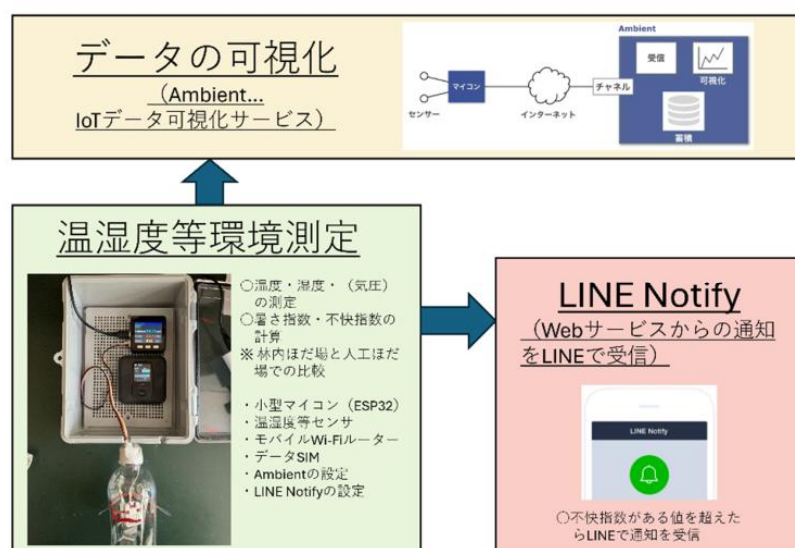 データの可視化
（Ambient...
IoTデータ可視化サービス）
Ambient
受信
可視化
センサー
マイコン
インターネット
チャネル
蓄積
温湿度等環境測定
○温度・湿度・（気圧）
の測定
○暑さ指数・不快指数の
計算
※林内ほだ場と人工ほだ
場での比較
・小型マイコン（ESP32）
・温湿度等センサ
・モバイルWi-Fiルーター
・データSIM
・Ambientの設定
・LINE Notifyの設定
LINE Notify
（Webサービスからの通知
をLINEで受信）
LINE Notify
○不快指数がある値を超えた
らLINEで通知を受信